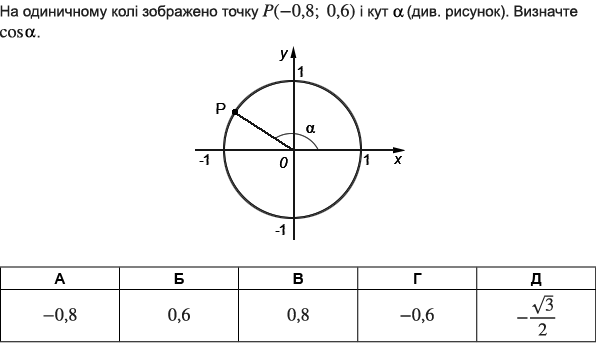 На одиничному колі зображено точку P(−0,8; 0,6) і кут α (див. рисунок). Визначте
cos α.
y
1
P
α
-1
0
1
x
-1
А Б В Г Д
−0,8 0,6 0,8 −0,6 −√3/2